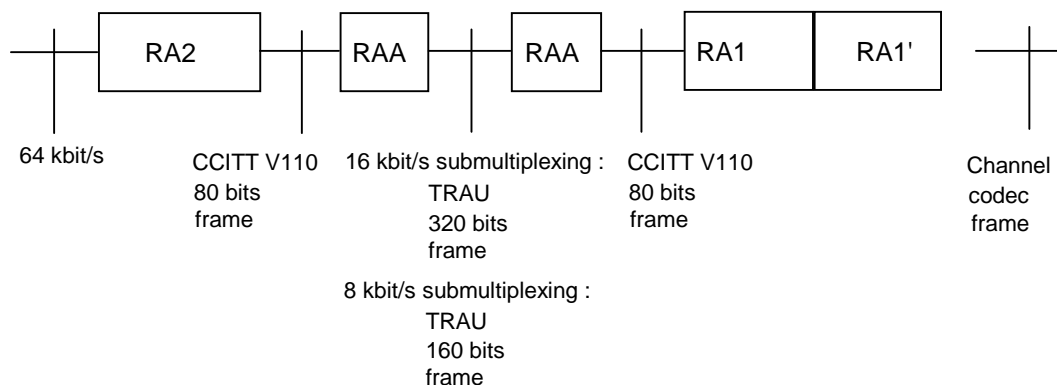 RA2
RAA
RAA
RA1
RA1'
64 kbit/s
CCITT V110
80 bits
frame
16 kbit/s submultiplexing :
TRAU
320 bits
frame
8 kbit/s submultiplexing :
TRAU
160 bits
frame
CCITT V110
80 bits
frame
Channel
codec
frame